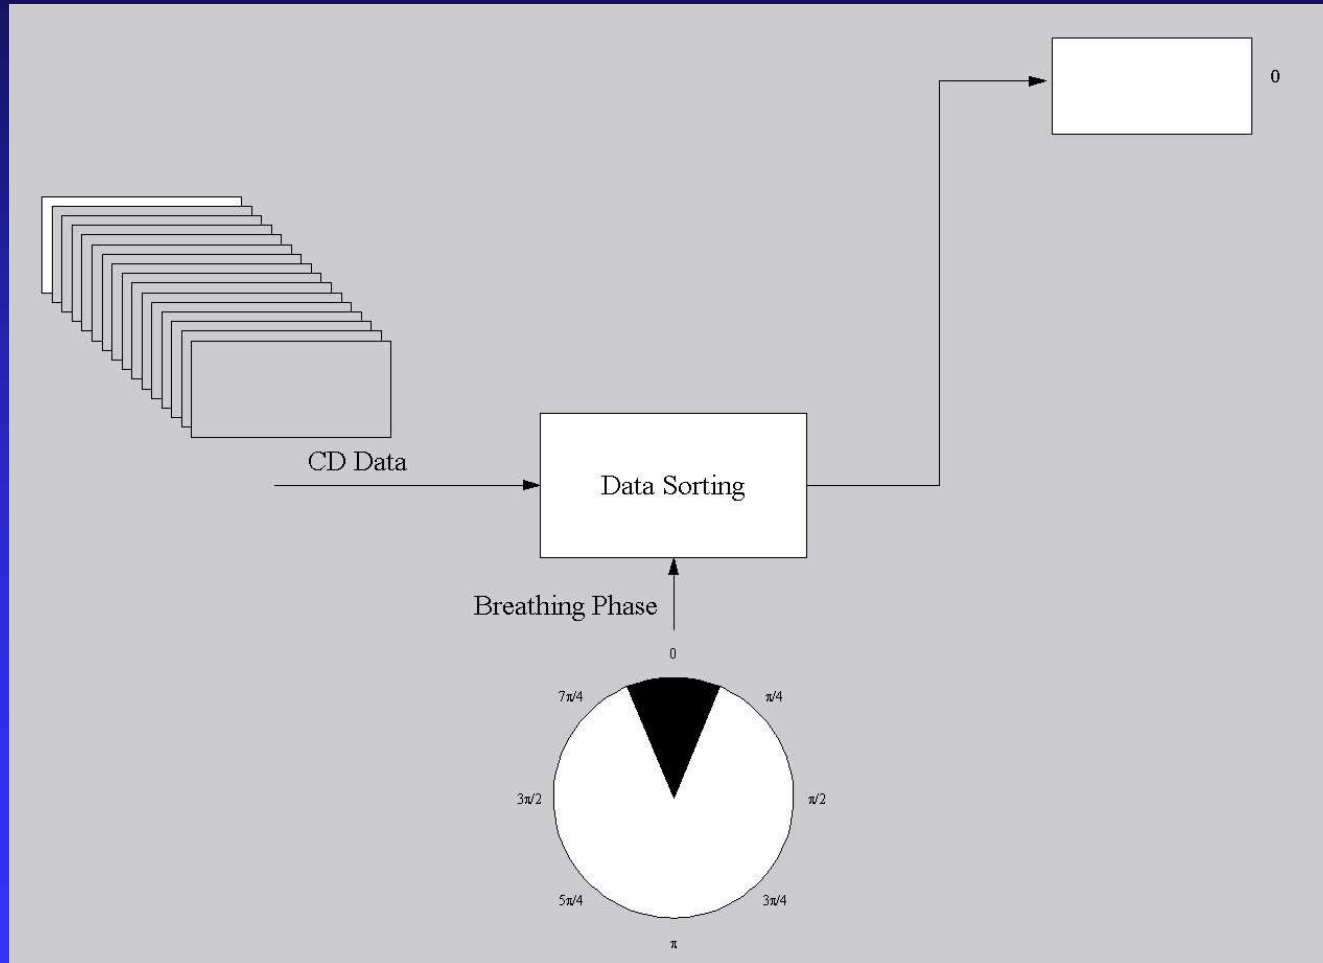 0
CD Data
Data Sorting
Breathing Phase
0
7π/4
π/4
3π/2
π/2
5π/4
3π/4
π